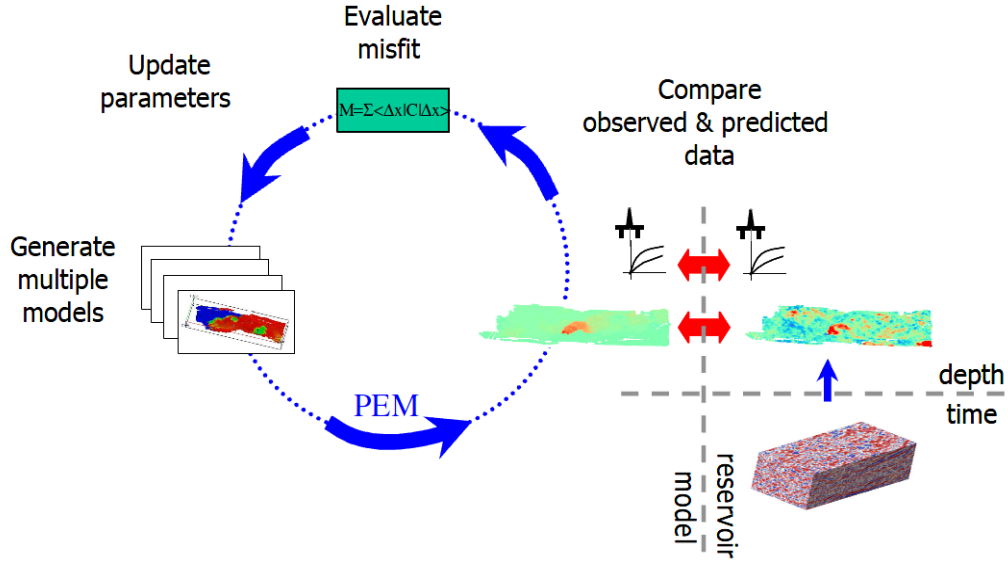 Evaluate
misfit
Update
parameters
M=Σ<Δx|C|Δx>
Compare
observed & predicted
data
Generate
multiple
models
PEM
depth
time
reservoir
model